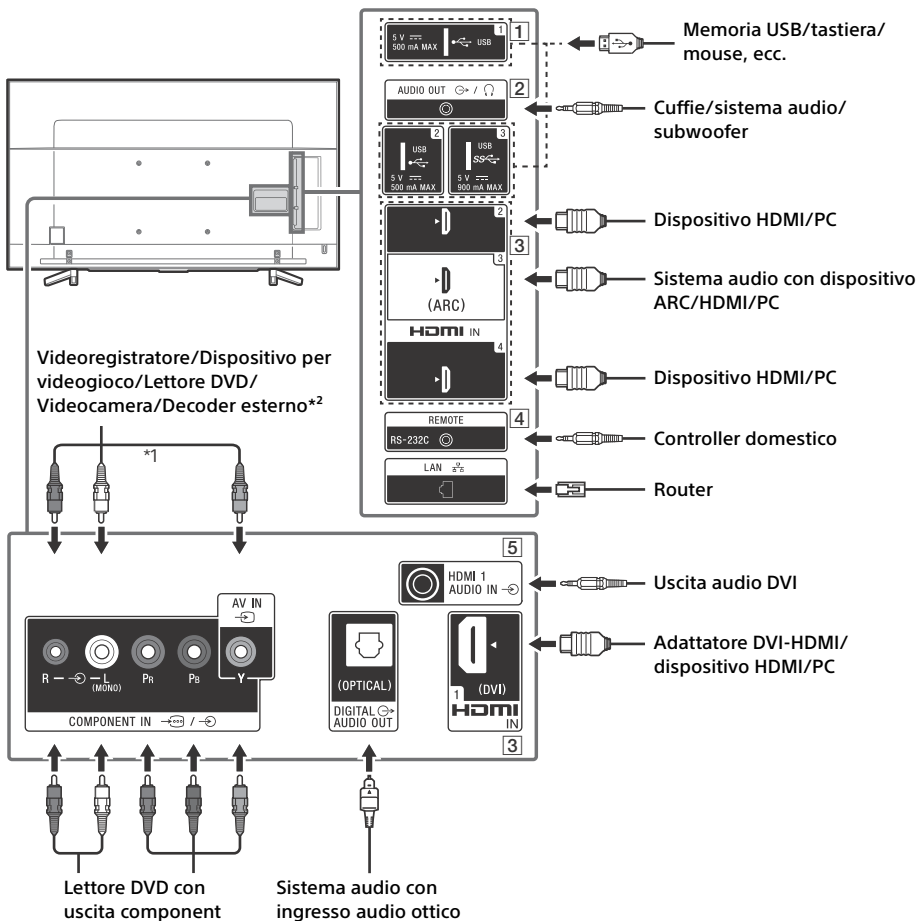 5 V 500 mA MAX
USB
1
1
Memoria USB/tastiera/
mouse, ecc.
AUDIO OUT /
2
Cuffie/sistema audio/
subwoofer
2
USB
5 V
500 mA MAX
3
USB
SS
5 V
900 mA MAX
2
Dispositivo HDMI/PC
3
3
(ARC)
Sistema audio con dispositivo
ARC/HDMI/PC
HDMI IN
4
Dispositivo HDMI/PC
REMOTE
4
RS-232C
Controller domestico
LAN
Router
Videoregistratore/Dispositivo per
videogioco/Lettore DVD/
Videocamera/Decoder esterno*2
*1
5
HDMI 1
AUDIO IN
Uscita audio DVI
AV IN
R L
(MONO)
PR
PB
Y
COMPONENT IN /
(OPTICAL)
DIGITAL
AUDIO OUT
1
(DVI)
HDMI
IN
3
Adattatore DVI-HDMI/
dispositivo HDMI/PC
Lettore DVD con
uscita component
Sistema audio con
ingresso audio ottico